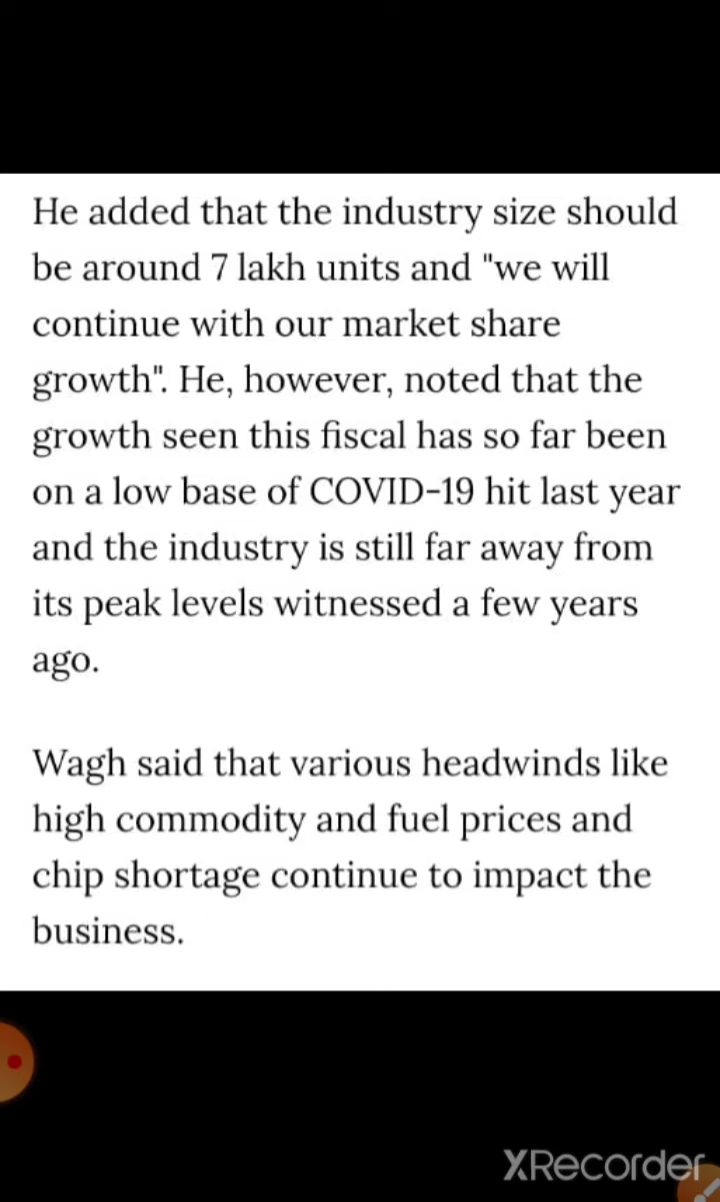 He added that the industry size should
be around 7 lakh units and "we will
continue with our market share
growth". He, however, noted that the
growth seen this fiscal has so far been
on a low base of COVID-19 hit last year
and the industry is still far away from
its peak levels witnessed a few years
ago.
Wagh said that various headwinds like
high commodity and fuel prices and
chip shortage continue to impact the
business.
XRecorder